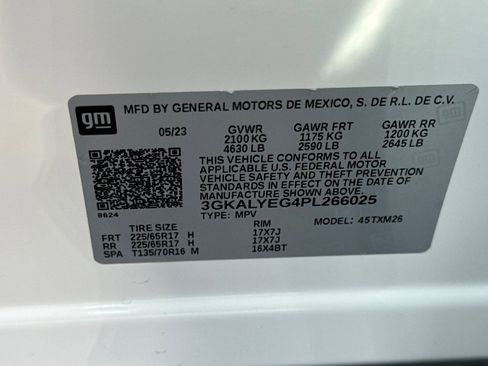 gm MFD BY GENERAL MOTORS DE MEXICO, S. DE R.L. DE C.V.
05/23 GVWR GAWR FRT GAWR RR
2100 KG 1175 KG 1200 KG
4630 LB 2590 LB 2645 LB
THIS VEHICLE CONFORMS TO ALL
APPLICABLE U.S. FEDERAL MOTOR
VEHICLE SAFETY AND THEFT PREVENTION
STANDARDS IN EFFECT ON THE DATE OF
MANUFACTURE SHOWN ABOVE.
3GKALYEG4PL266025
8624 TYPE: MPV MODEL: 45TXM26
TIRE SIZE RIM
FRT 225/65R17 H 17X7J
RR 225/65R17 H 17X7J
SPA T135/70R16 M 16X4BT